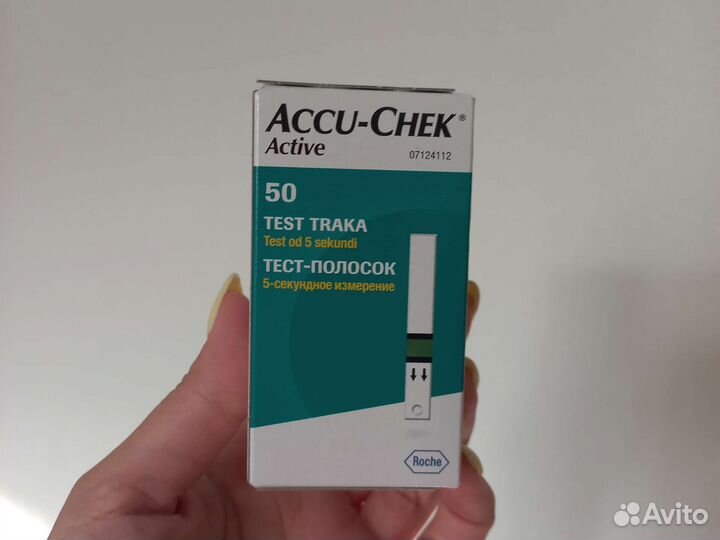 ACCU-CHEK®
Active
07124112
50
TEST TRAKA
Test od 5 sekundi
ТЕСТ-ПОЛОСОК
5-секундное измерение
Roche
Avito